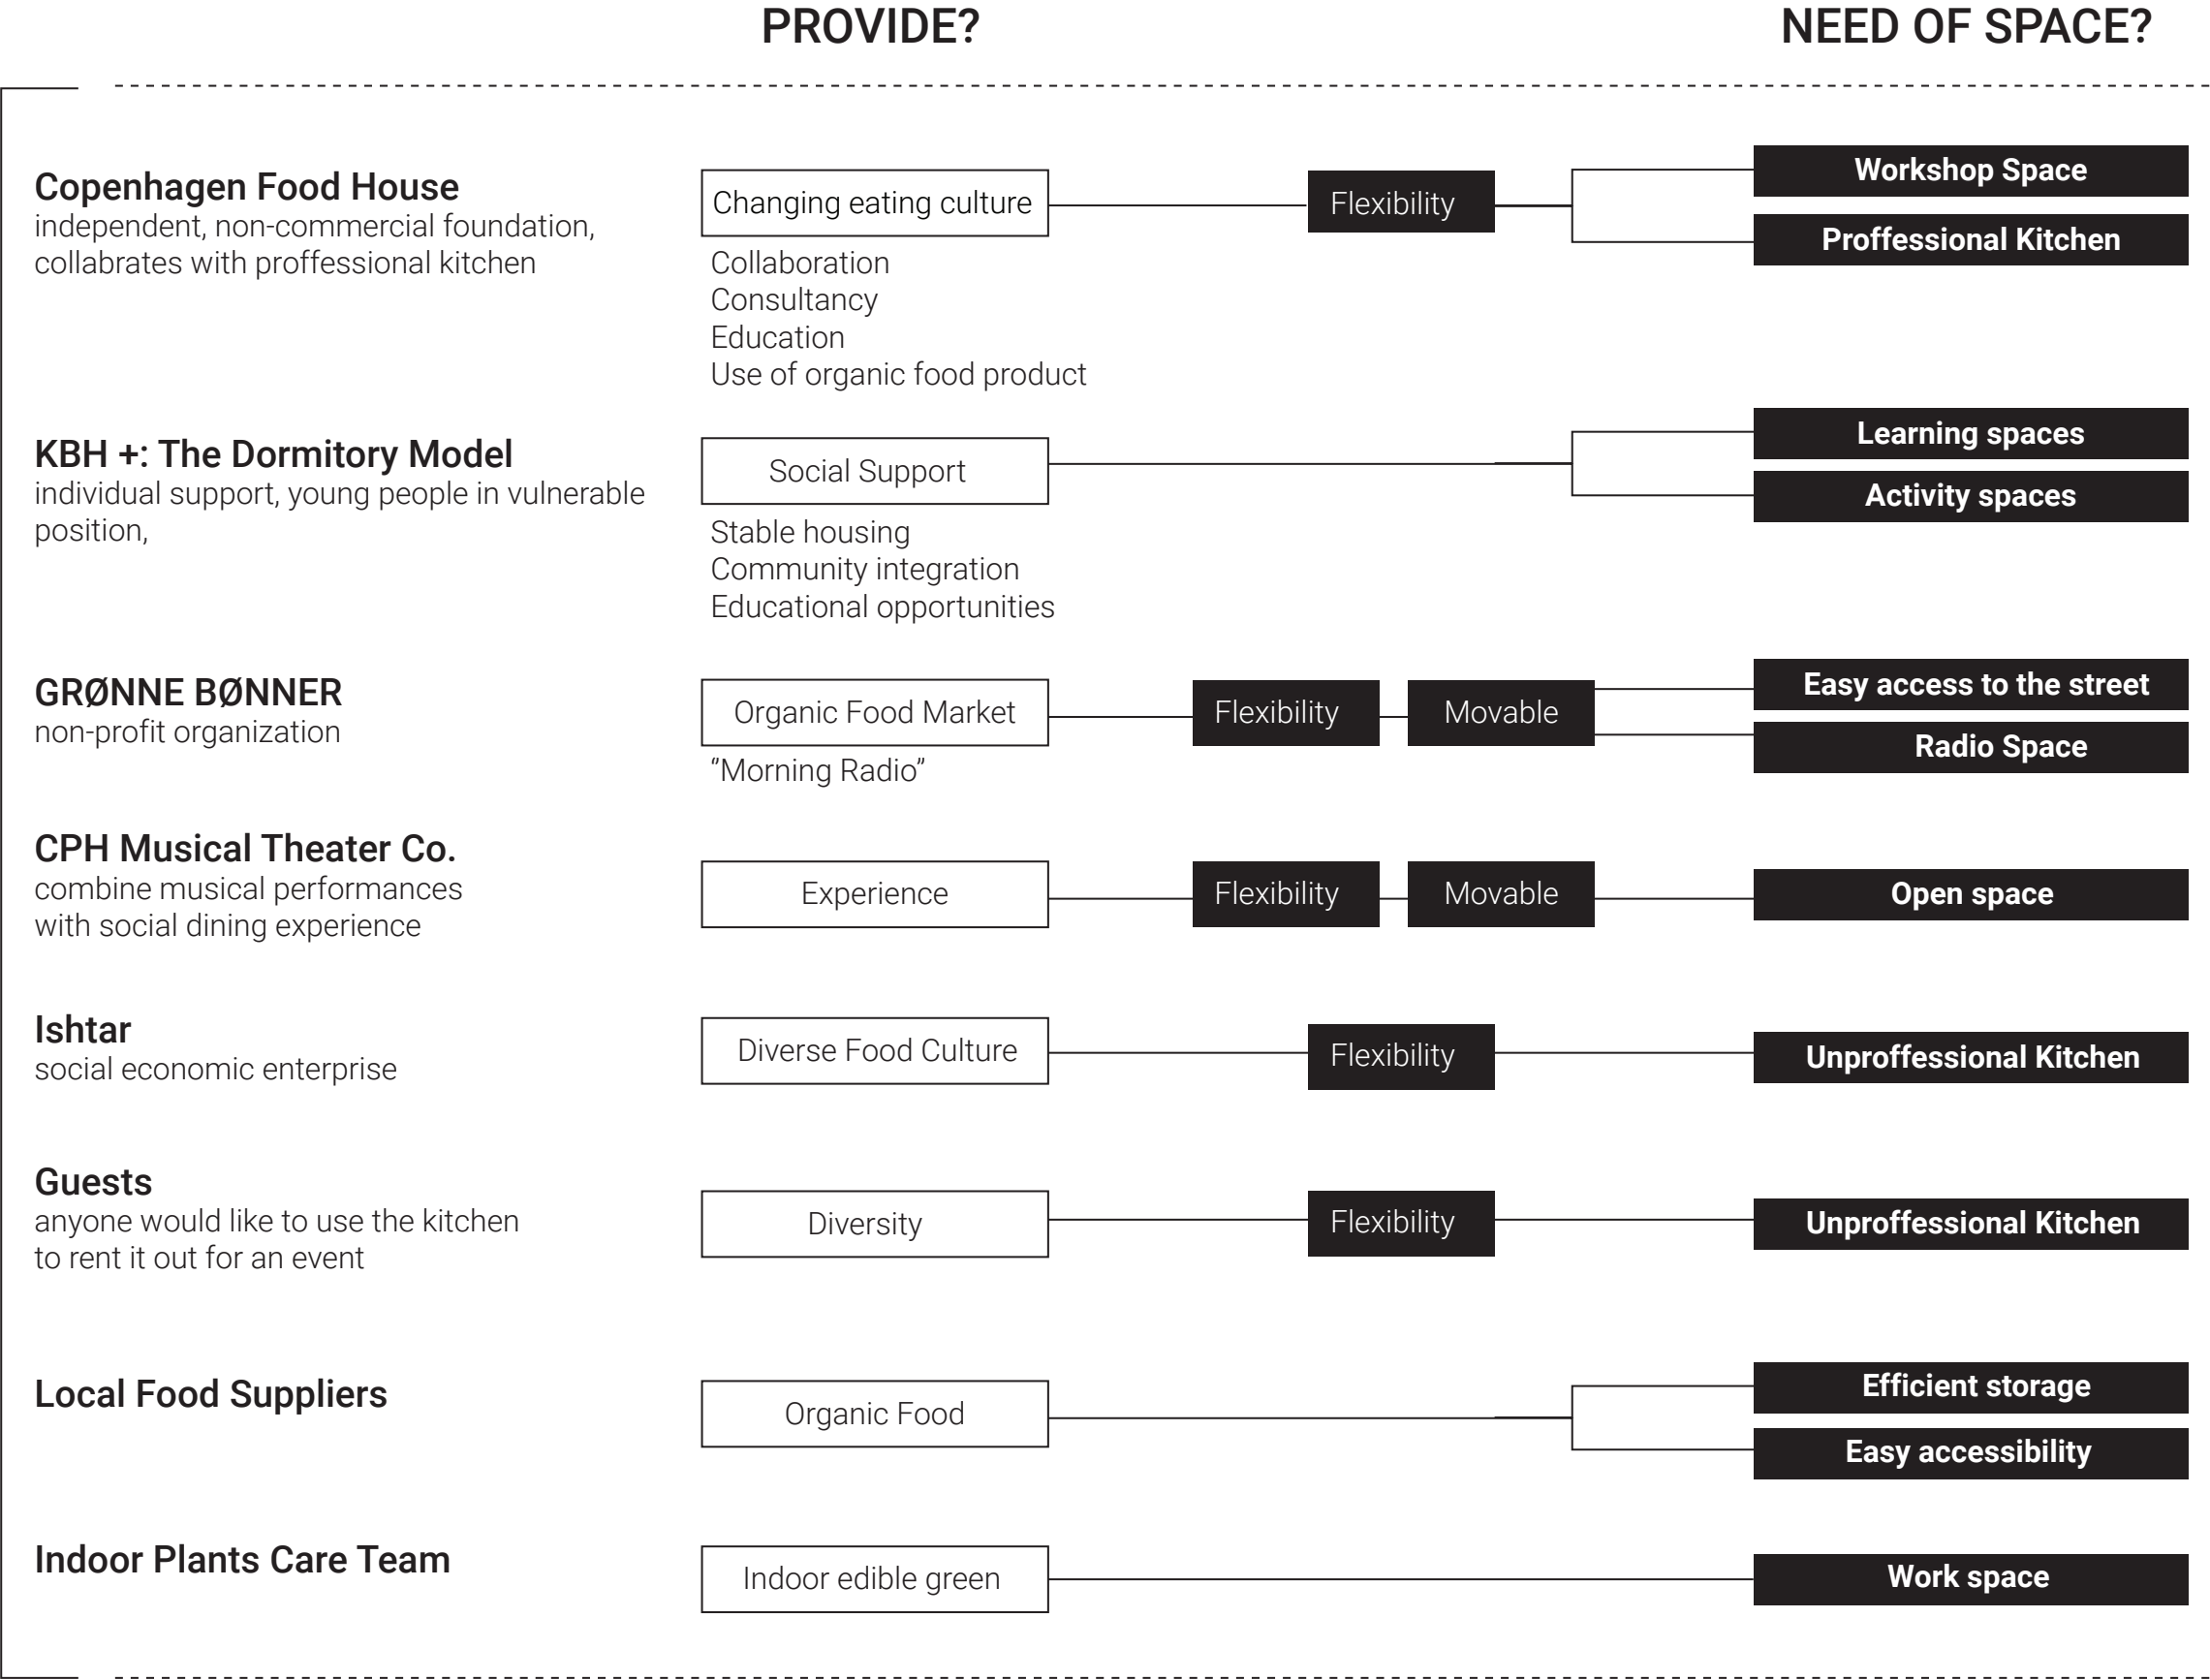 PROVIDE?
NEED OF SPACE?
Copenhagen Food House
independent, non-commercial foundation,
collabrates with proffessional kitchen
Changing eating culture
Collaboration
Consultancy
Education
Use of organic food product
Flexibility
Workshop Space
Proffessional Kitchen
KBH +: The Dormitory Model
individual support, young people in vulnerable
position,
Social Support
Stable housing
Community integration
Educational opportunities
Learning spaces
Activity spaces
GRØNNE BØNNER
non-profit organization
Organic Food Market
"Morning Radio"
Flexibility
Movable
Easy access to the street
Radio Space
CPH Musical Theater Co.
combine musical performances
with social dining experience
Experience
Flexibility
Movable
Open space
Ishtar
social economic enterprise
Diverse Food Culture
Flexibility
Unproffessional Kitchen
Guests
anyone would like to use the kitchen
to rent it out for an event
Diversity
Flexibility
Unproffessional Kitchen
Local Food Suppliers
Organic Food
Efficient storage
Easy accessibility
Indoor Plants Care Team
Indoor edible green
Work space